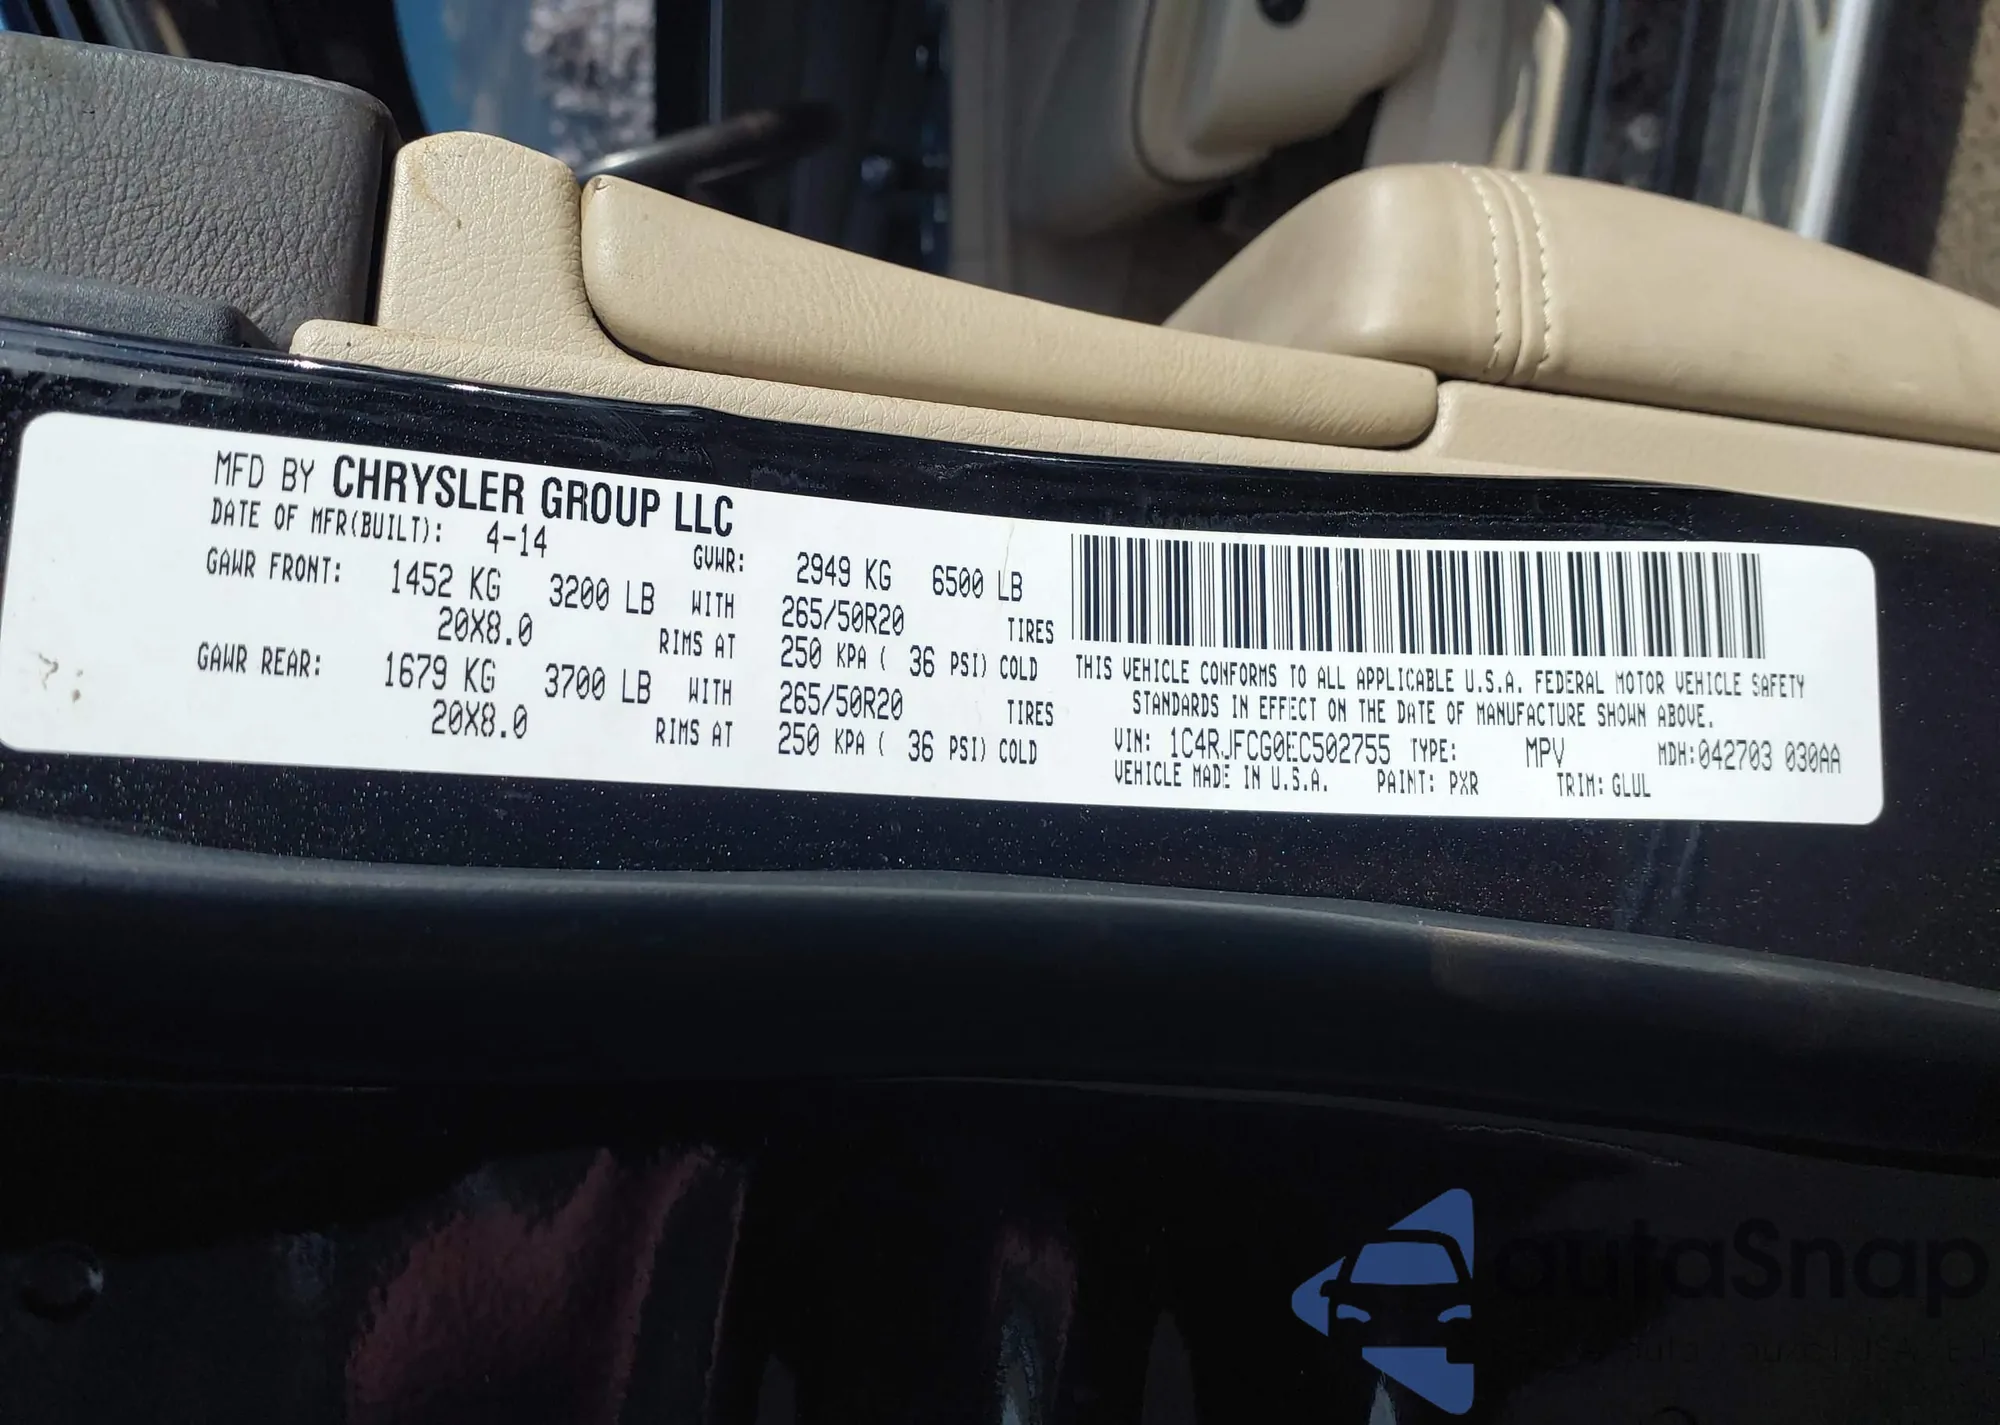 MFD BY CHRYSLER GROUP LLC
DATE OF MFR(BUILT): 4-14 GVWR: 2949 KG 6500 LB
GAWR FRONT: 1452 KG 3200 LB WITH 265/50R20 TIRES
20X8.0 RIMS AT 250 KPA ( 36 PSI) COLD
GAWR REAR: 1679 KG 3700 LB WITH 265/50R20 TIRES
20X8.0 RIMS AT 250 KPA ( 36 PSI) COLD
THIS VEHICLE CONFORMS TO ALL APPLICABLE U.S.A. FEDERAL MOTOR VEHICLE SAFETY
STANDARDS IN EFFECT ON THE DATE OF MANUFACTURE SHOWN ABOVE.
VIN: 1C4RJFCG0EC502755 TYPE: MPV MDH:042703 030AA
VEHICLE MADE IN U.S.A. PAINT: PXR TRIM: GLUL
autoSnap